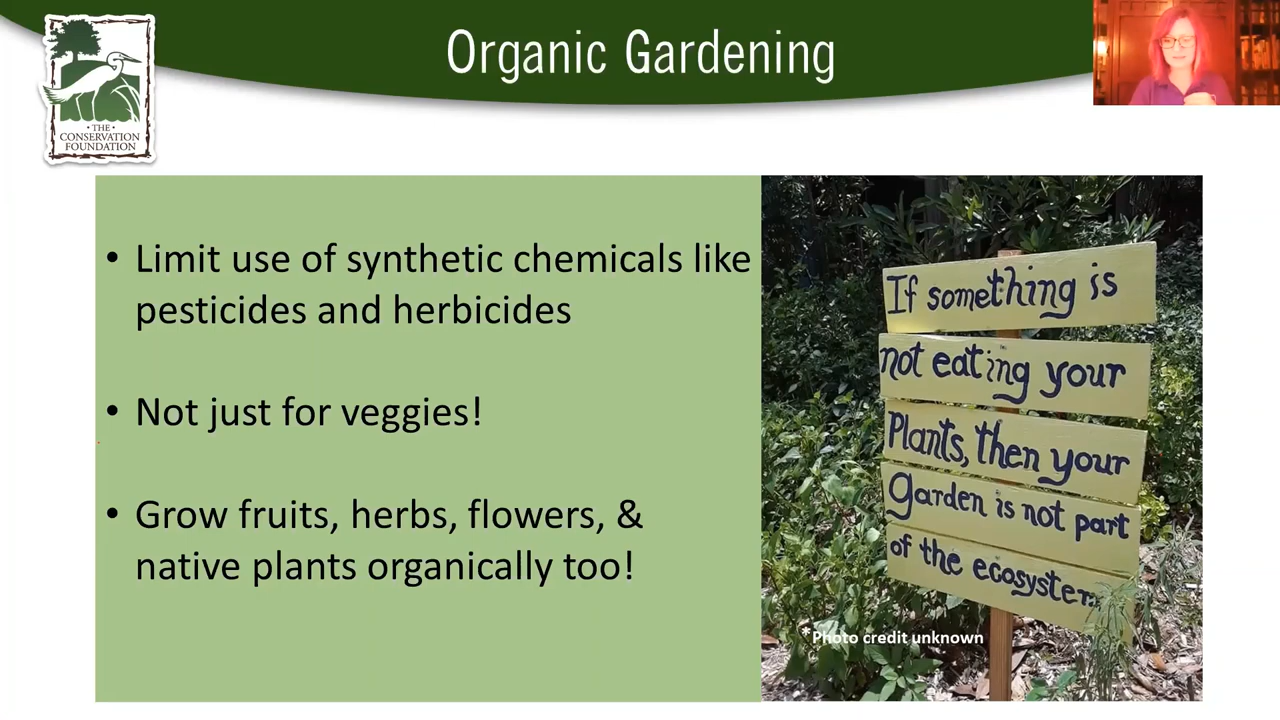 Organic Gardening
• THE •
CONSERVATION
FOUNDATION
• Limit use of synthetic chemicals like
pesticides and herbicides
• Not just for veggies!
• Grow fruits, herbs, flowers, &
native plants organically too!
If something is
not eating your
Plants, then your
Garden is not part
of the ecosystem
*Photo credit unknown